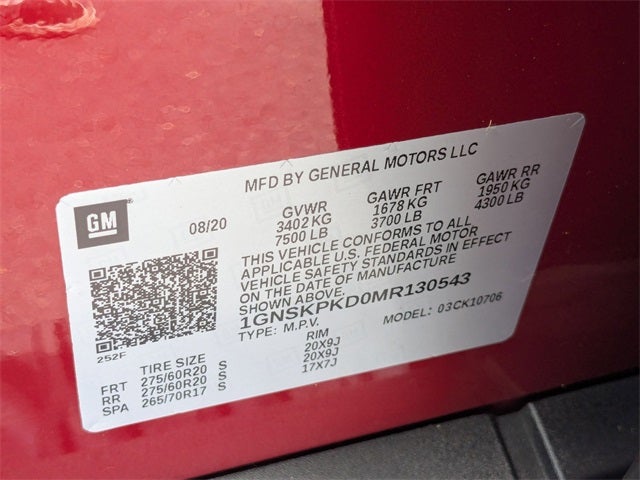 MFD BY GENERAL MOTORS LLC
GM
08/20 GVWR GAWR FRT GAWR RR
3402 KG 1678 KG 1950 KG
7500 LB 3700 LB 4300 LB
THIS VEHICLE CONFORMS TO ALL
APPLICABLE U.S. FEDERAL MOTOR
VEHICLE SAFETY STANDARDS IN EFFECT
ON THE DATE OF MANUFACTURE
SHOWN ABOVE.
1GNSKPKD0MR130543
TYPE: M.P.V. MODEL: 03CK10706
252F
TIRE SIZE RIM
FRT 275/60R20 S 20X9J
RR 275/60R20 S 20X9J
SPA 265/70R17 S 17X7J